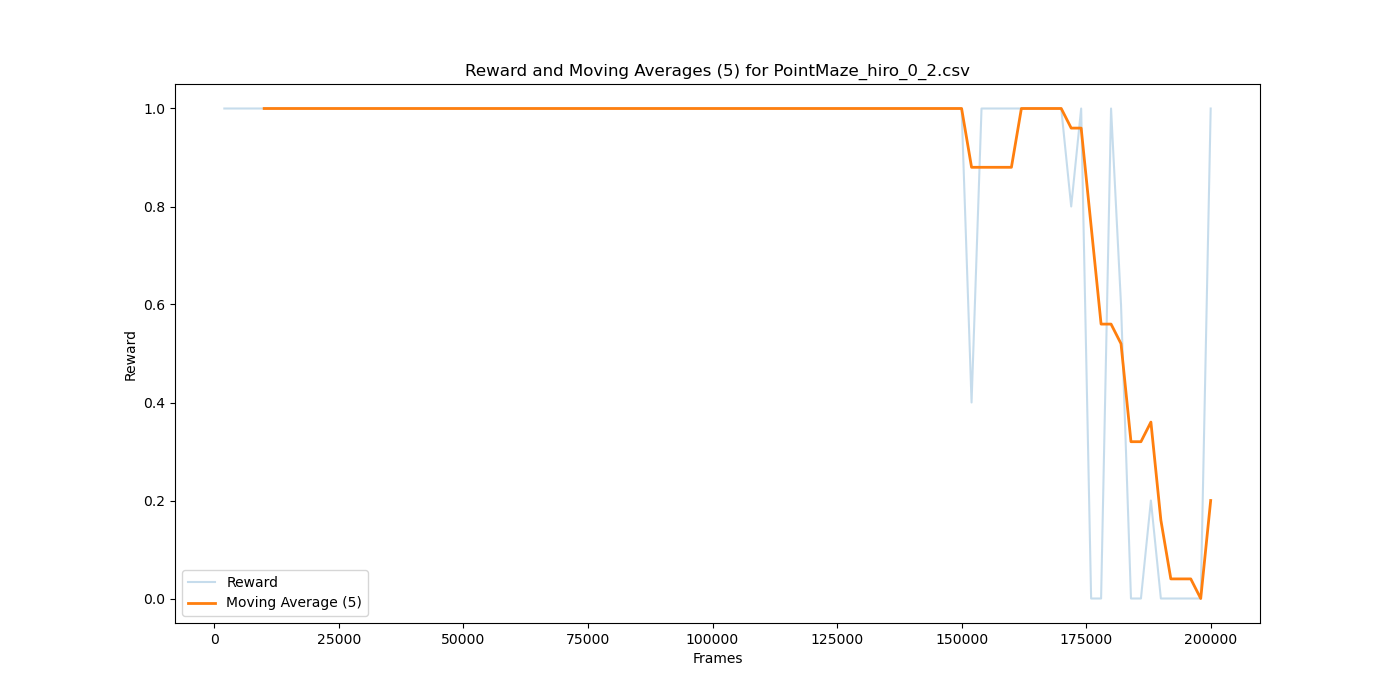 Reward and Moving Averages (5) for PointMaze_hiro_0_2.csv
1.0
0.8
0.6
0.4
0.2
0.0
Reward
Reward
Moving Average (5)
0 25000 50000 75000 100000 125000 150000 175000 200000
Frames